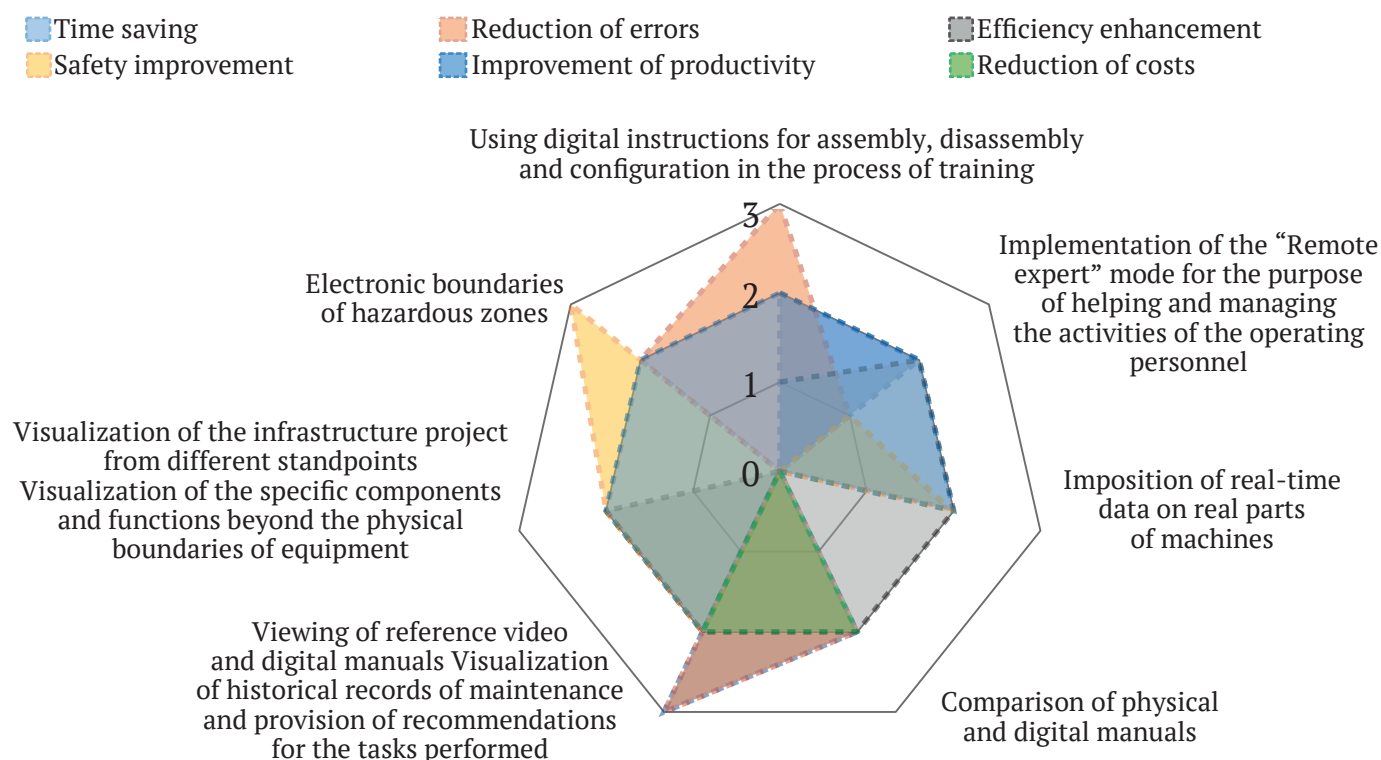 Time saving
Reduction of errors
Efficiency enhancement
Safety improvement
Improvement of productivity
Reduction of costs
Using digital instructions for assembly, disassembly
and configuration in the process of training
3
2
1
0
Implementation of the “Remote
expert” mode for the purpose
of helping and managing
the activities of the operating
personnel
Electronic boundaries
of hazardous zones
Visualization of the infrastructure project
from different standpoints
Visualization of the specific components
and functions beyond the physical
boundaries of equipment
Imposition of real-time
data on real parts
of machines
Viewing of reference video
and digital manuals Visualization
of historical records of maintenance
and provision of recommendations
for the tasks performed
Comparison of physical
and digital manuals